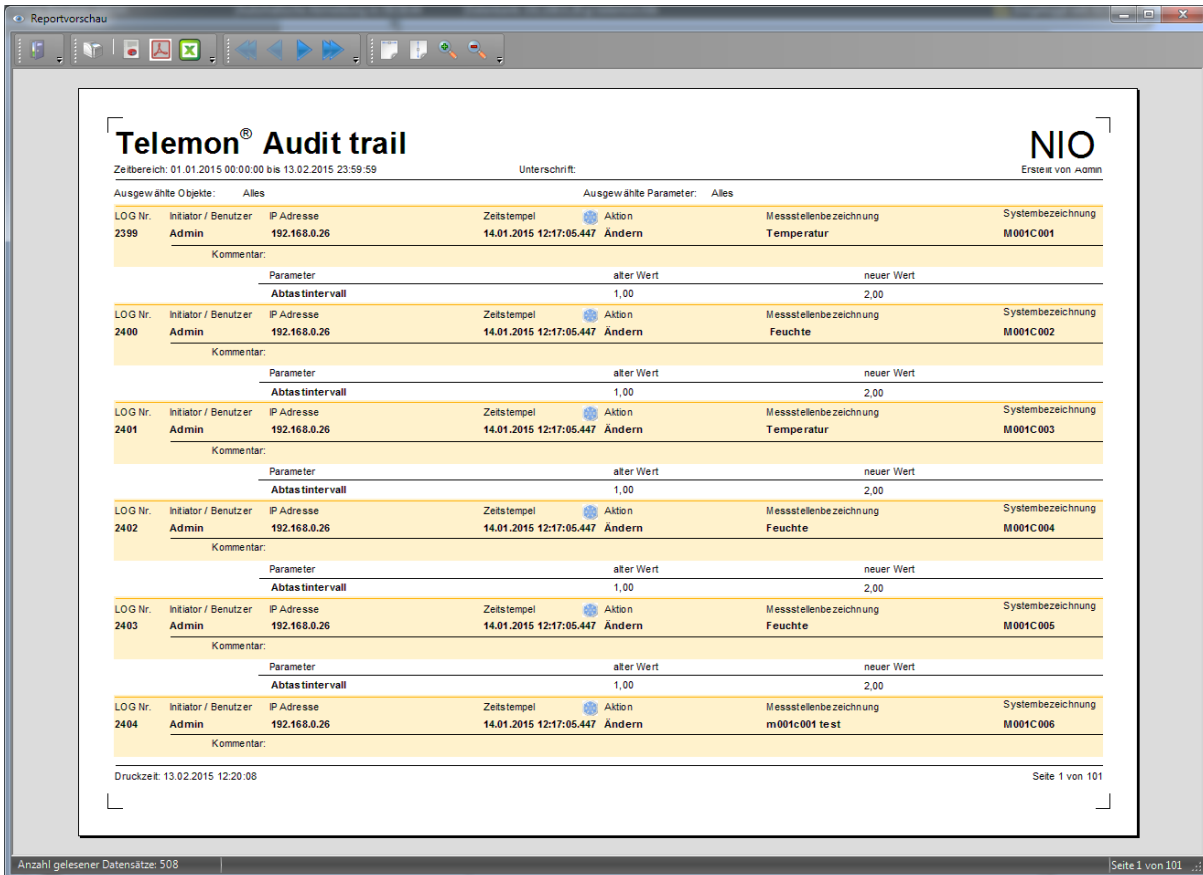 Reportvorschau
Telemon® Audit trail
NIO
Zeitbereich: 01.01.2015 00:00:00 bis 13.02.2015 23:59:59 Unterschrift: Erstellt von Admin
Ausgewählte Objekte: Alles Ausgewählte Parameter: Alles
LOG Nr. Initiator / Benutzer IP Adresse Zeitstempel Aktion Messstellenbezeichnung Systembezeichnung
2399 Admin 192.168.0.26 14.01.2015 12:17:05.447 Ändern Temperatur M001C001
Kommentar:
Parameter alter Wert neuer Wert
Abtastintervall 1,00 2,00
LOG Nr. Initiator / Benutzer IP Adresse Zeitstempel Aktion Messstellenbezeichnung Systembezeichnung
2400 Admin 192.168.0.26 14.01.2015 12:17:05.447 Ändern Feuchte M001C002
Kommentar:
Parameter alter Wert neuer Wert
Abtastintervall 1,00 2,00
LOG Nr. Initiator / Benutzer IP Adresse Zeitstempel Aktion Messstellenbezeichnung Systembezeichnung
2401 Admin 192.168.0.26 14.01.2015 12:17:05.447 Ändern Temperatur M001C003
Kommentar:
Parameter alter Wert neuer Wert
Abtastintervall 1,00 2,00
LOG Nr. Initiator / Benutzer IP Adresse Zeitstempel Aktion Messstellenbezeichnung Systembezeichnung
2402 Admin 192.168.0.26 14.01.2015 12:17:05.447 Ändern Feuchte M001C004
Kommentar:
Parameter alter Wert neuer Wert
Abtastintervall 1,00 2,00
LOG Nr. Initiator / Benutzer IP Adresse Zeitstempel Aktion Messstellenbezeichnung Systembezeichnung
2403 Admin 192.168.0.26 14.01.2015 12:17:05.447 Ändern Feuchte M001C005
Kommentar:
Parameter alter Wert neuer Wert
Abtastintervall 1,00 2,00
LOG Nr. Initiator / Benutzer IP Adresse Zeitstempel Aktion Messstellenbezeichnung Systembezeichnung
2404 Admin 192.168.0.26 14.01.2015 12:17:05.447 Ändern m001c001 test M001C006
Kommentar:
Druckzeit: 13.02.2015 12:20:08 Seite 1 von 101
Anzahl gelesener Datensätze: 508 Seite 1 von 101